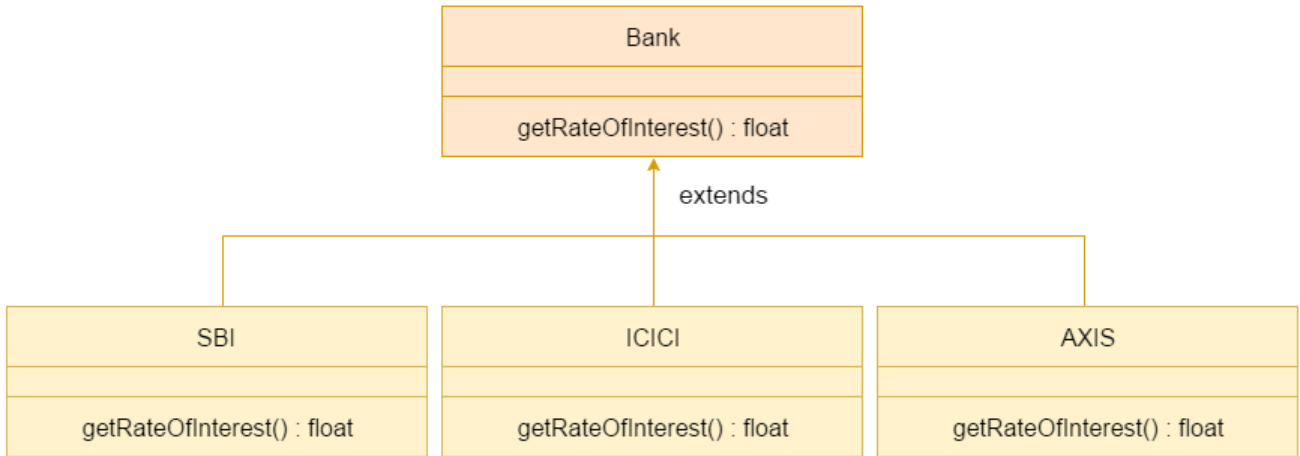 Bank
getRateOfInterest() : float
extends
SBI
ICICI
AXIS
getRateOfInterest() : float
getRateOfInterest() : float
getRateOfInterest() : float